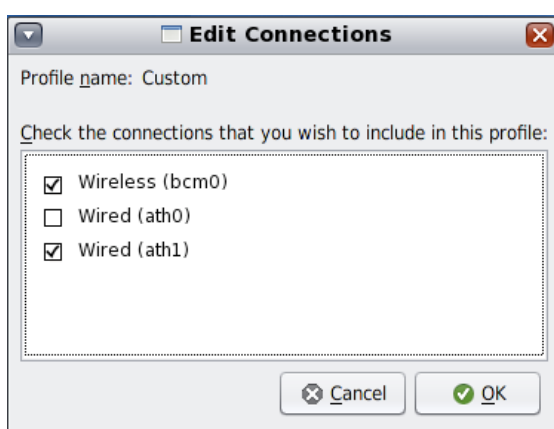 Edit Connections
Profile name: Custom
Check the connections that you wish to include in this profile:
Wireless (bcm0)
Wired (ath0)
Wired (ath1)
Cancel OK